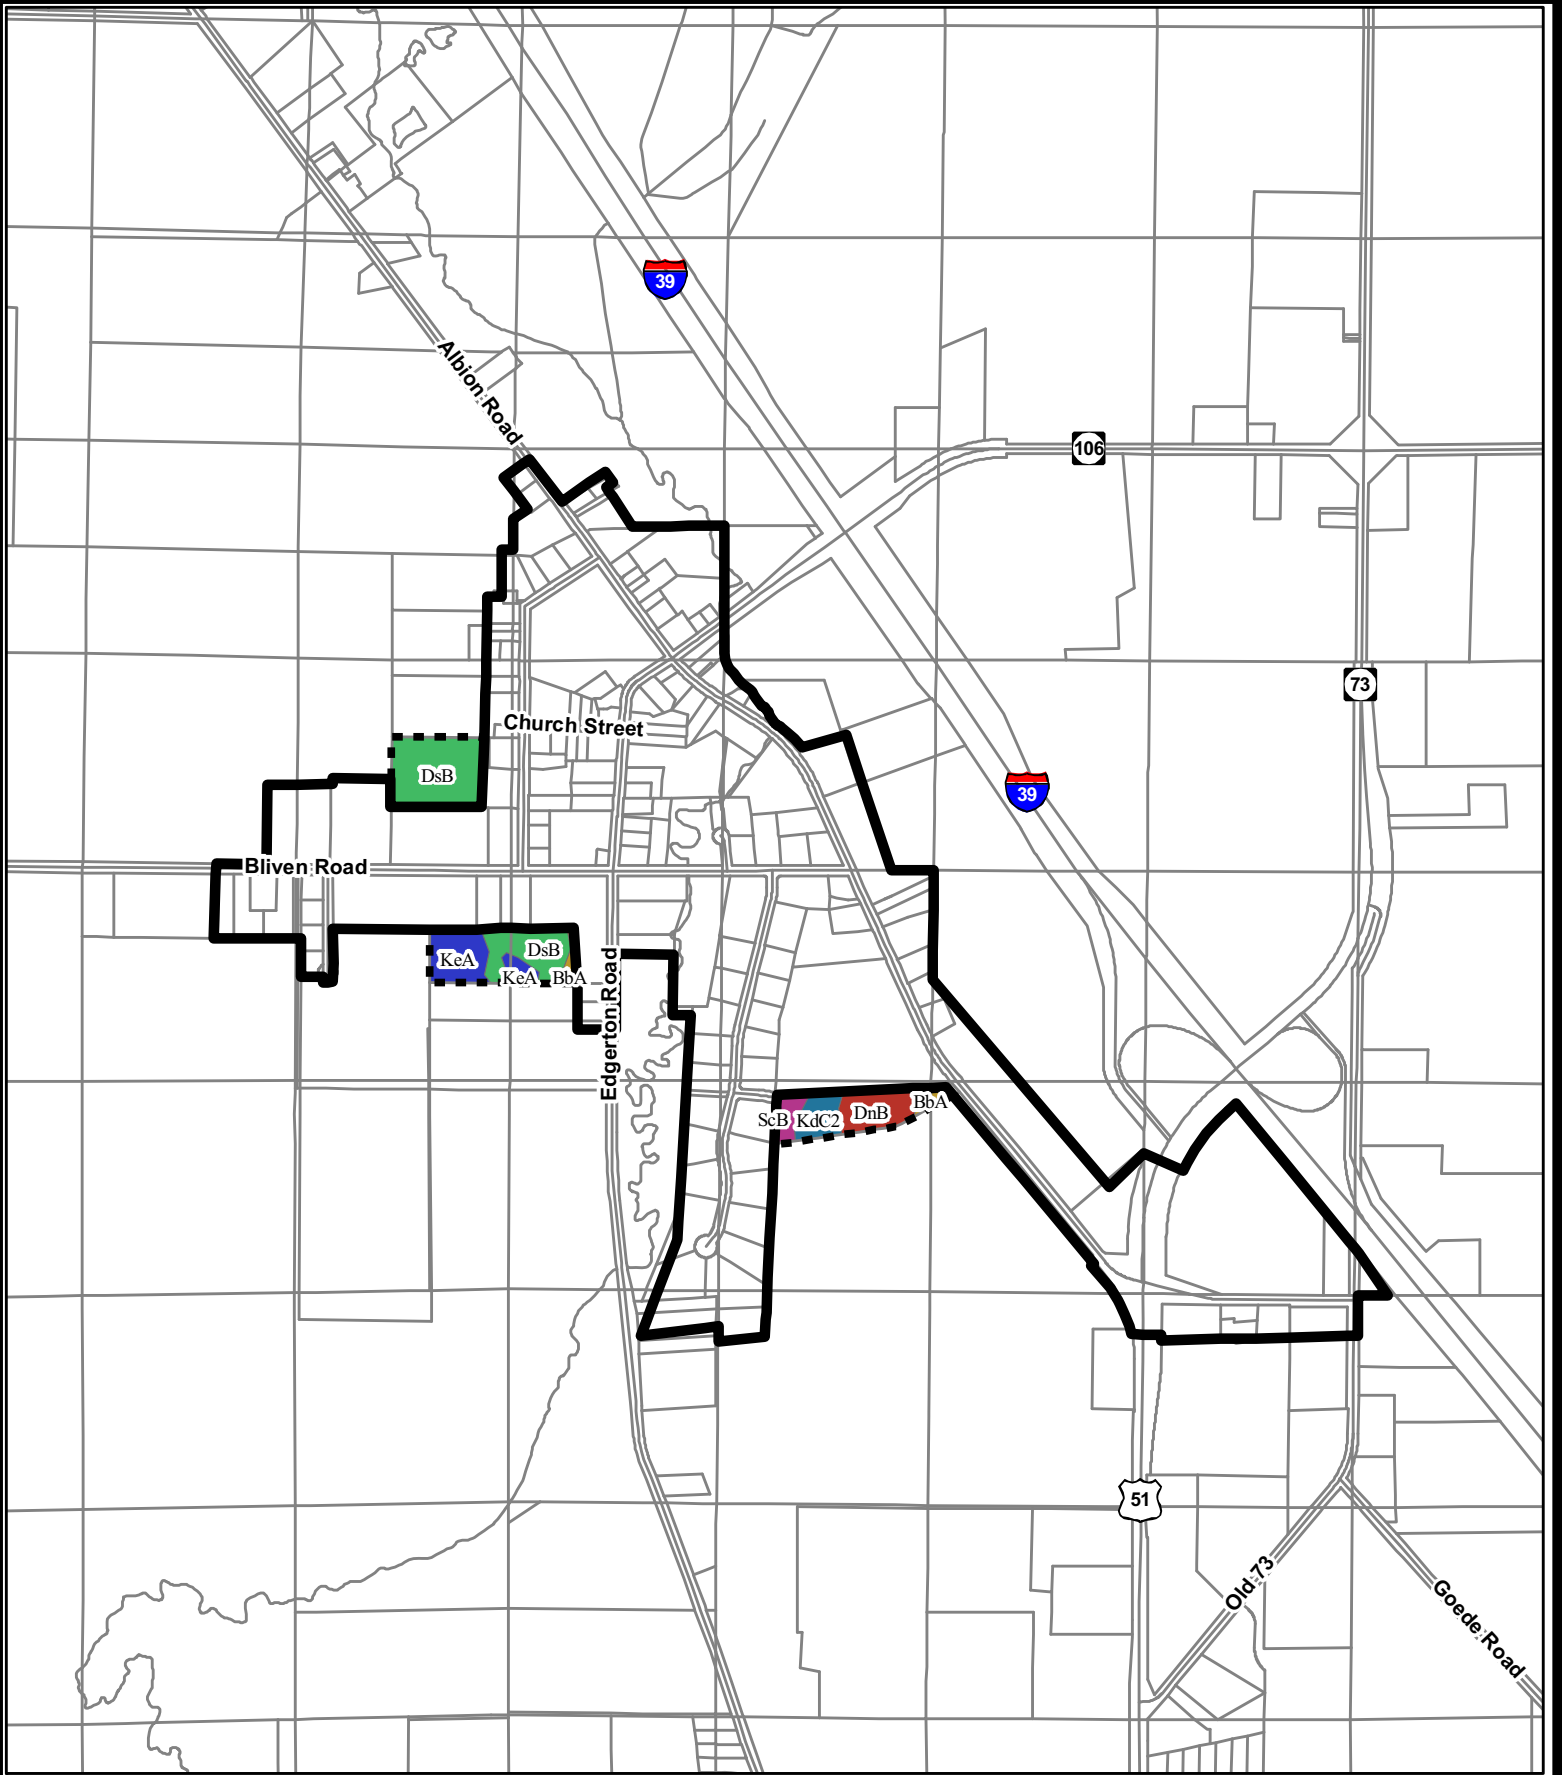 39
Albion Road
106
73
Church Street
DsB
39
Bliven Road
DsB
KeA
KeA
BbA
Edgerton Road
BbA
DnB
ScB
KdC2
51
Old 73
Goede Road